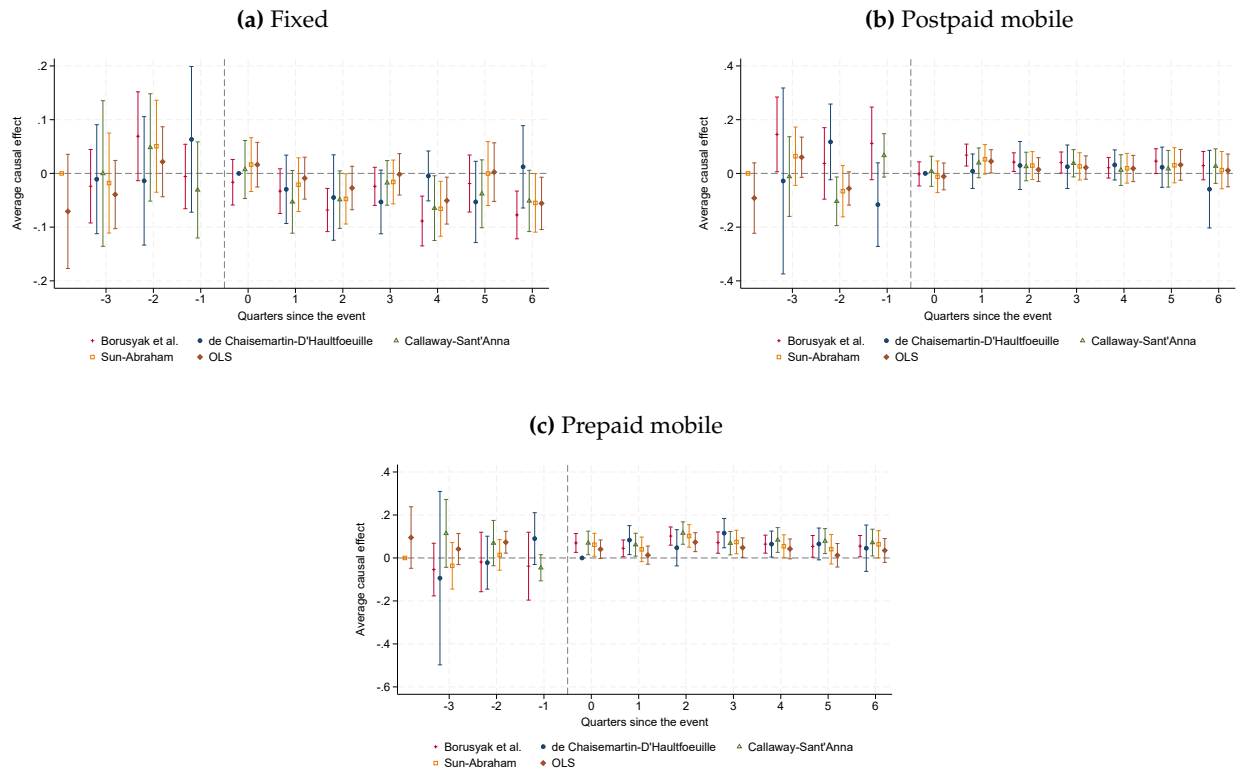 (a) Fixed
Average causal effect
.2
.1
0
-.1
-.2
-3 -2 -1 0 1 2 3 4 5 6
Quarters since the event
Borusyak et al. de Chaisemartin-D'Haultfoeuille Callaway-Sant'Anna
Sun-Abraham OLS
(b) Postpaid mobile
Average causal effect
.4
.2
0
-.2
-.4
-3 -2 -1 0 1 2 3 4 5 6
Quarters since the event
Borusyak et al. de Chaisemartin-D'Haultfoeuille Callaway-Sant'Anna
Sun-Abraham OLS
(c) Prepaid mobile
Average causal effect
.4
.2
0
-.2
-.4
-.6
-3 -2 -1 0 1 2 3 4 5 6
Quarters since the event
Borusyak et al. de Chaisemartin-D'Haultfoeuille Callaway-Sant'Anna
Sun-Abraham OLS